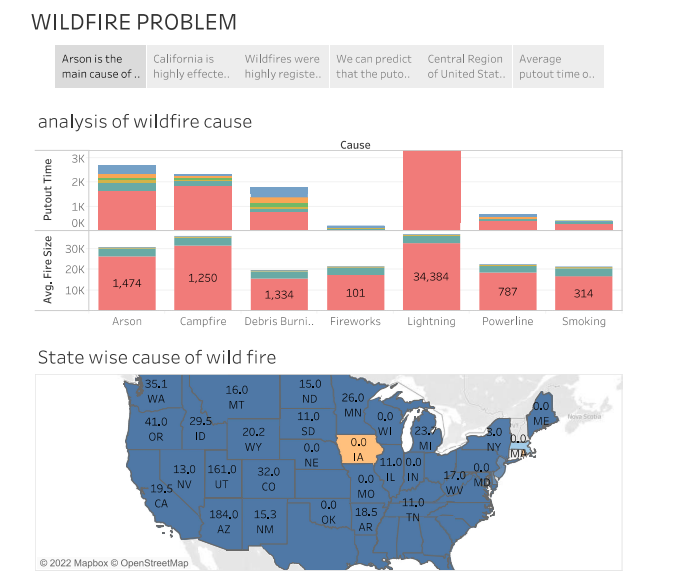 WILDFIRE PROBLEM
Arson is the
main cause of ..
California is
highly effecte..
Wildfires were
highly registe..
We can predict
that the puto..
Central Region
of United Stat..
Average
putout time o..
analysis of wildfire cause
Cause
Putout Time
3K
2K
1K
0K
Avg. Fire Size
30K
20K
10K
1,474
1,250
1,334
101
34,384
787
314
Arson
Campfire
Debris Burni..
Fireworks
Lightning
Powerline
Smoking
State wise cause of wild fire
35.1
WA
16.0
MT
15.0
ND
26.0
MN
0.0
WI
23.
MI
3.0
NY
0.0
MA
0.0
ME
Nova Scotia
41.0
OR
29.5
ID
20.2
WY
11.0
SD
0.0
NE
0.0
IA
11.0
IL
0.0
IN
17.0
WV
0.0
MD
19.5
CA
13.0
NV
161.0
UT
32.0
CO
0.0
MO
184.0
AZ
15.3
NM
0.0
OK
18.5
AR
11.0
TN
© 2022 Mapbox © OpenStreetMap